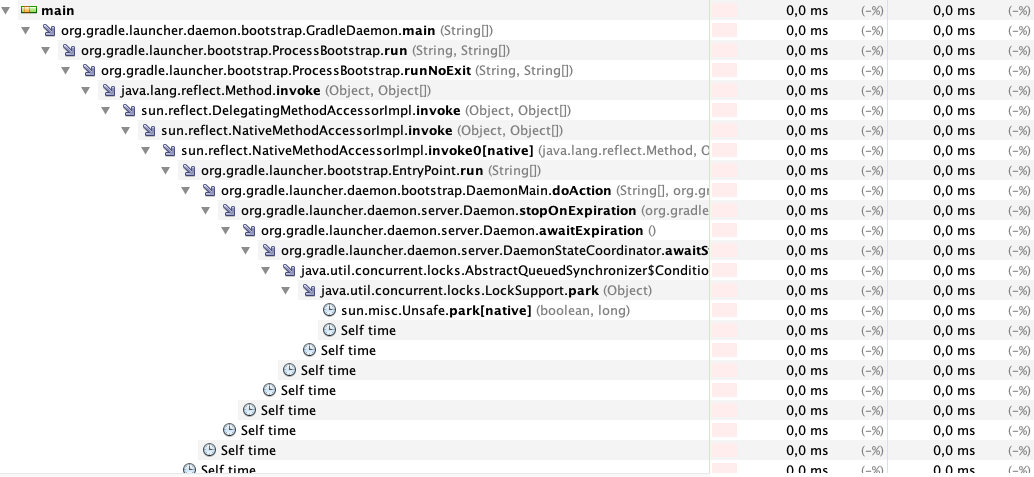 main 0,0 ms (-%) 0,0 ms (-%)
org.gradle.launcher.daemon.bootstrap.GradleDaemon.main (String[]) 0,0 ms (-%) 0,0 ms (-%)
org.gradle.launcher.bootstrap.ProcessBootstrap.run (String, String[]) 0,0 ms (-%) 0,0 ms (-%)
org.gradle.launcher.bootstrap.ProcessBootstrap.runNoExit (String, String[]) 0,0 ms (-%) 0,0 ms (-%)
java.lang.reflect.Method.invoke (Object, Object[]) 0,0 ms (-%) 0,0 ms (-%)
sun.reflect.DelegatingMethodAccessorImpl.invoke (Object, Object[]) 0,0 ms (-%) 0,0 ms (-%)
sun.reflect.NativeMethodAccessorImpl.invoke (Object, Object[]) 0,0 ms (-%) 0,0 ms (-%)
sun.reflect.NativeMethodAccessorImpl.invoke0[native] (java.lang.reflect.Method, O 0,0 ms (-%) 0,0 ms (-%)
org.gradle.launcher.bootstrap.EntryPoint.run (String[]) 0,0 ms (-%) 0,0 ms (-%)
org.gradle.launcher.daemon.bootstrap.DaemonMain.doAction (String[], org.gr 0,0 ms (-%) 0,0 ms (-%)
org.gradle.launcher.daemon.server.Daemon.stopOnExpiration (org.gradle 0,0 ms (-%) 0,0 ms (-%)
org.gradle.launcher.daemon.server.Daemon.awaitExpiration () 0,0 ms (-%) 0,0 ms (-%)
org.gradle.launcher.daemon.server.DaemonStateCoordinator.awaitS 0,0 ms (-%) 0,0 ms (-%)
java.util.concurrent.locks.AbstractQueuedSynchronizer$Conditio 0,0 ms (-%) 0,0 ms (-%)
java.util.concurrent.locks.LockSupport.park (Object) 0,0 ms (-%) 0,0 ms (-%)
sun.misc.Unsafe.park[native] (boolean, long) 0,0 ms (-%) 0,0 ms (-%)
Self time 0,0 ms (-%) 0,0 ms (-%)
Self time 0,0 ms (-%) 0,0 ms (-%)
Self time 0,0 ms (-%) 0,0 ms (-%)
Self time 0,0 ms (-%) 0,0 ms (-%)
Self time 0,0 ms (-%) 0,0 ms (-%)
Self time 0,0 ms (-%) 0,0 ms (-%)
Self time 0,0 ms (-%) 0,0 ms (-%)
Self time 0,0 ms (-%) 0,0 ms (-%)